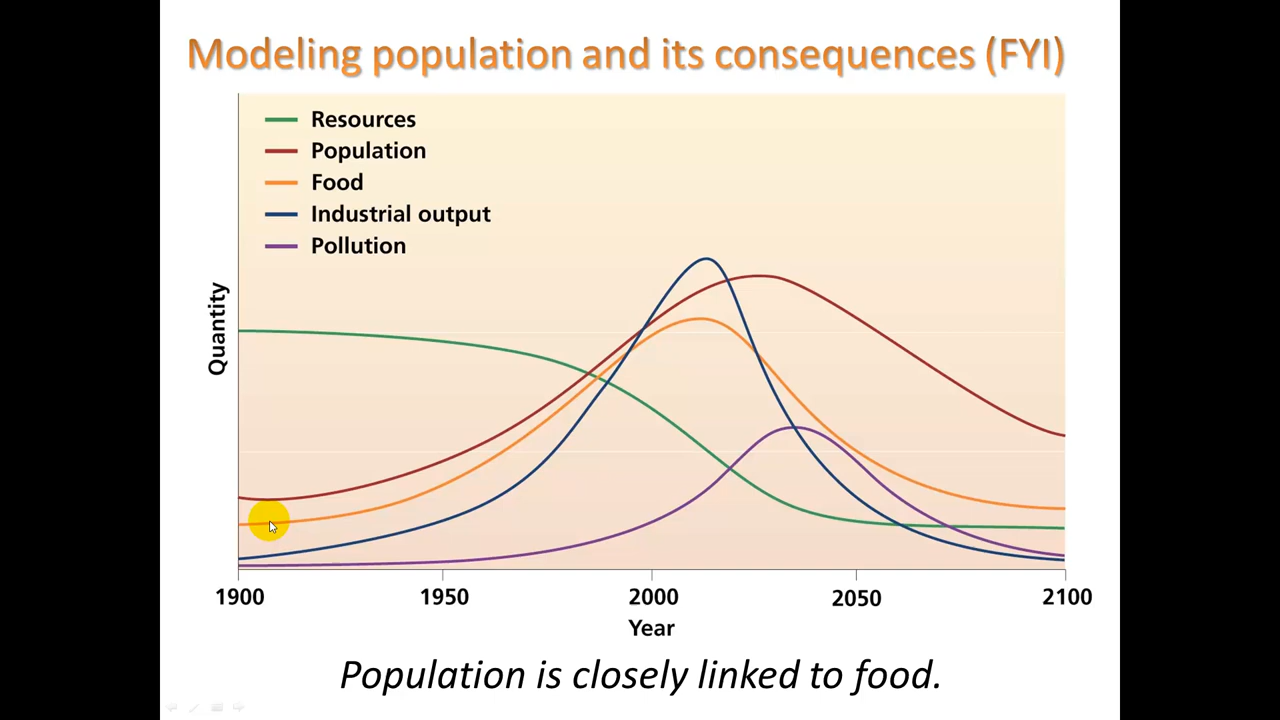 Modeling population and its consequences (FYI)
Resources
Population
Food
Industrial output
Pollution
Quantity
1900 1950 2000 2050 2100
Year
Population is closely linked to food.